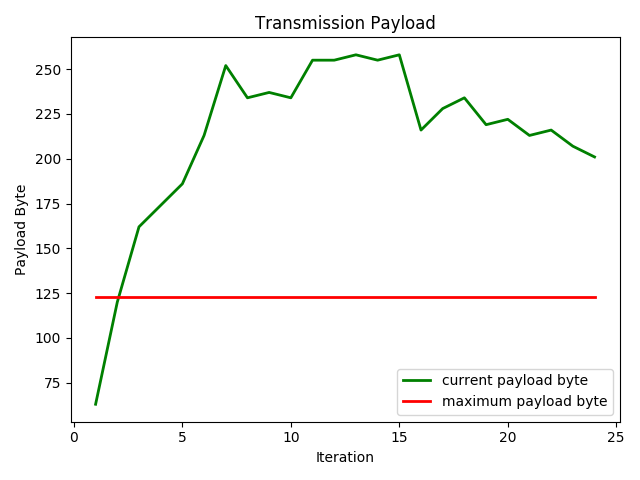 Transmission Payload
Payload Byte
250
225
200
175
150
125
100
75
0 5 10 15 20 25
Iteration
current payload byte
maximum payload byte